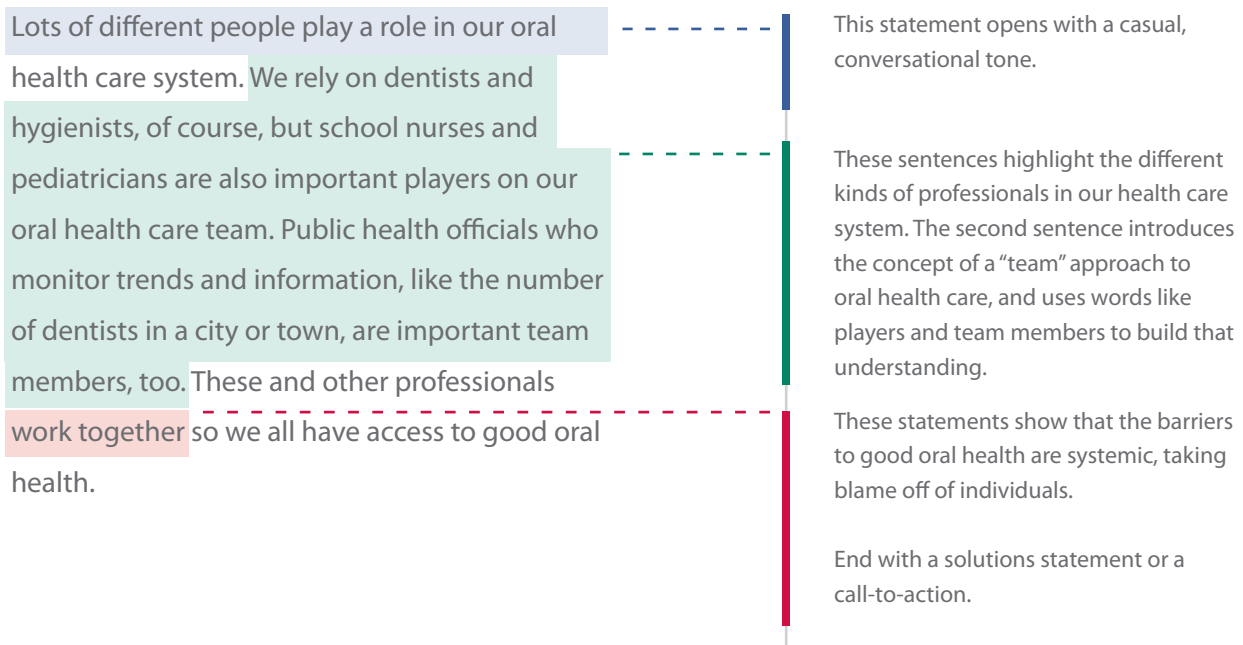 Lots of different people play a role in our oral
health care system. We rely on dentists and
hygienists, of course, but school nurses and
pediatricians are also important players on our
oral health care team. Public health officials who
monitor trends and information, like the number
of dentists in a city or town, are important team
members, too. These and other professionals
work together so we all have access to good oral
health.
This statement opens with a casual,
conversational tone.
These sentences highlight the different
kinds of professionals in our health care
system. The second sentence introduces
the concept of a “team” approach to
oral health care, and uses words like
players and team members to build that
understanding.
These statements show that the barriers
to good oral health are systemic, taking
blame off of individuals.
End with a solutions statement or a
call-to-action.